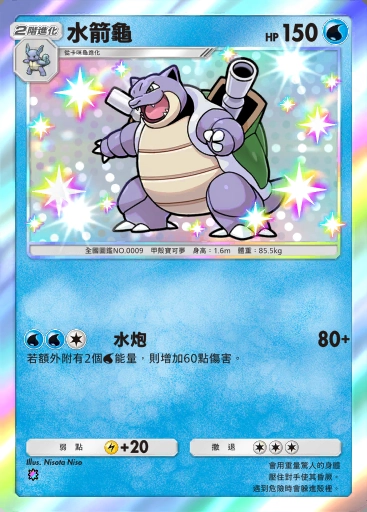 2階進化 水箭龜 HP 150
從卡咪龜進化
全國圖鑑NO.0009 甲殼寶可夢 身高：1.6m 體重：85.5kg
水炮 80+
若額外附有2個能量，則增加60點傷害。
弱點 +20 撤退
Illus. Nisota Niso
會用重量驚人的身體
壓住對手使其昏厥。
遇到危險時會躲進殼裡。